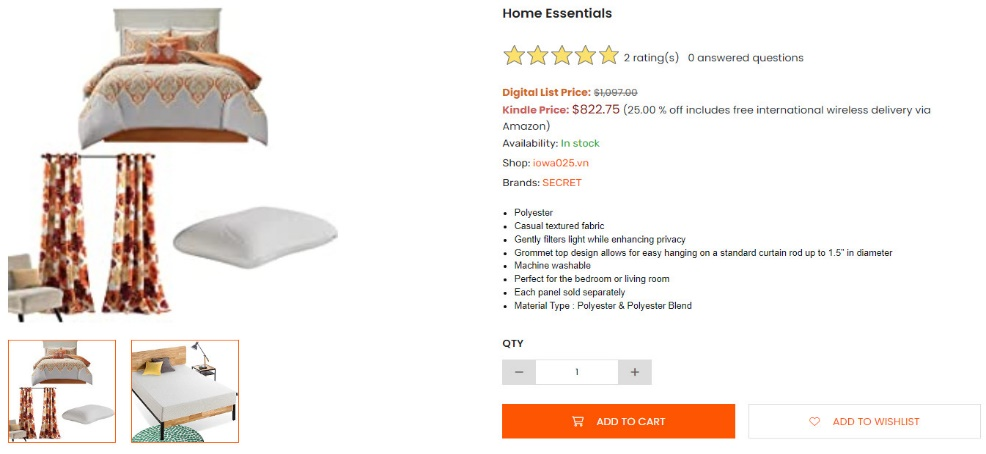 Home Essentials
2 rating(s) 0 answered questions
Digital List Price: $1,097.00
Kindle Price: $822.75 (25.00 % off includes free international wireless delivery via
Amazon)
Availability: In stock
Shop: iowa025.vn
Brands: SECRET
• Polyester
• Casual textured fabric
• Gently filters light while enhancing privacy
• Grommet top design allows for easy hanging on a standard curtain rod up to 1.5" in diameter
• Machine washable
• Perfect for the bedroom or living room
• Each panel sold separately
• Material Type : Polyester & Polyester Blend
QTY
− 1 +
ADD TO CART
ADD TO WISHLIST